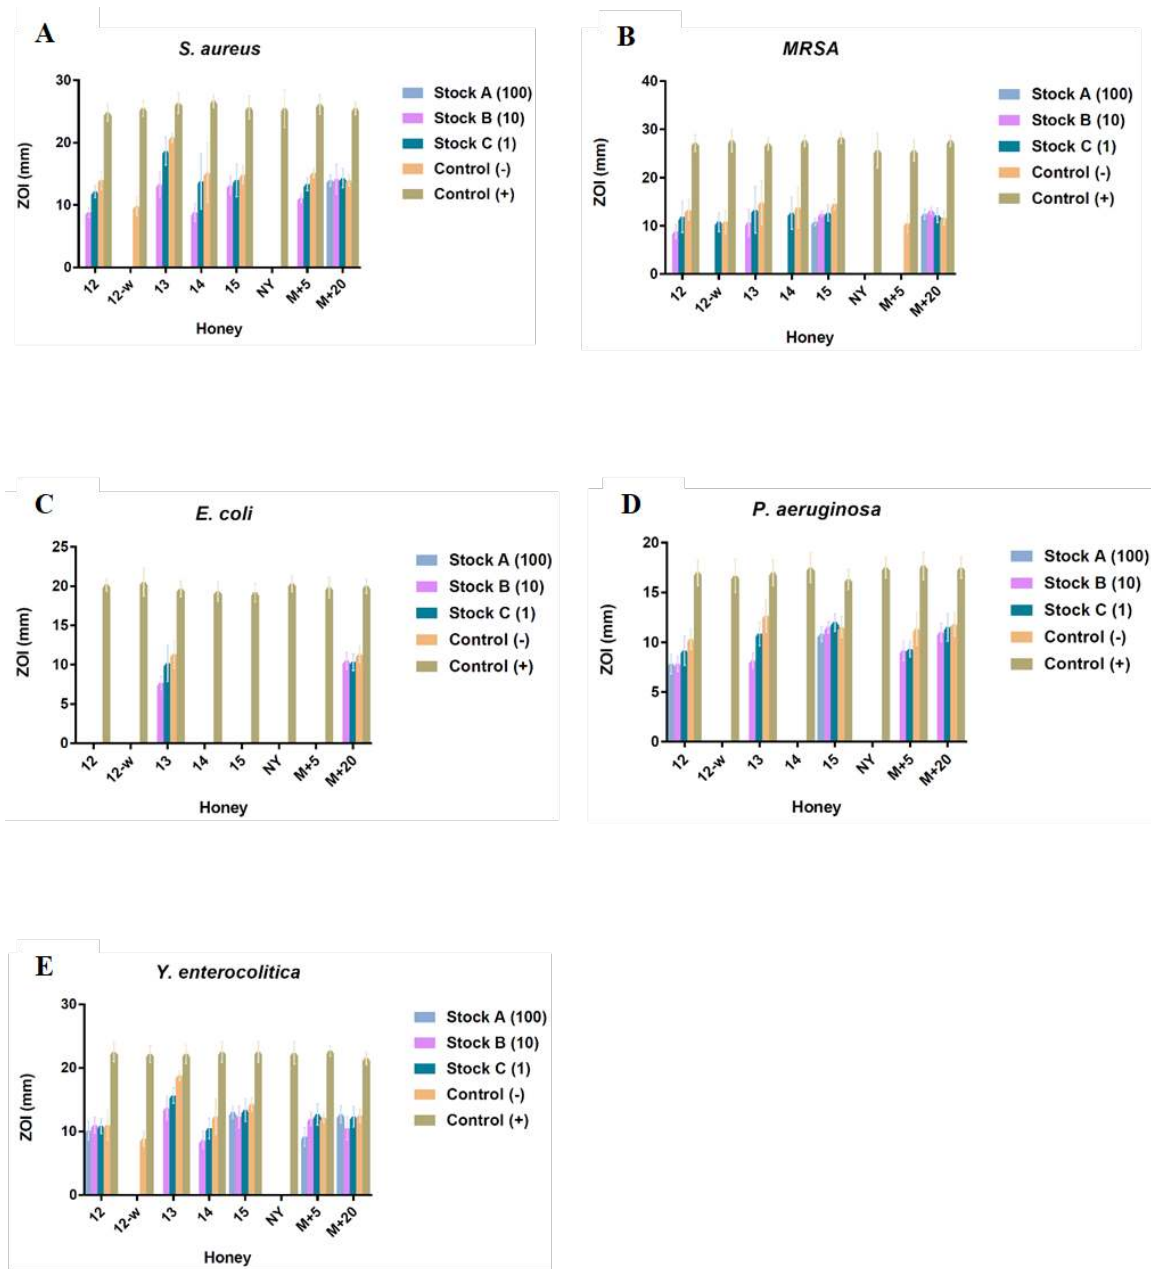 A
S. aureus
30
20
10
0
ZOI (mm)
12
12-w
13
14
15
NY
M+5
M+20
Honey
Stock A (100)
Stock B (10)
Stock C (1)
Control (-)
Control (+)
B
MRSA
40
30
20
10
0
ZOI (mm)
12
12-w
13
14
15
NY
M+5
M+20
Honey
Stock A (100)
Stock B (10)
Stock C (1)
Control (-)
Control (+)
C
E. coli
25
20
15
10
5
0
ZOI (mm)
12
12-w
13
14
15
NY
M+5
M+20
Honey
Stock A (100)
Stock B (10)
Stock C (1)
Control (-)
Control (+)
D
P. aeruginosa
20
15
10
5
0
ZOI (mm)
12
12-w
13
14
15
NY
M+5
M+20
Honey
Stock A (100)
Stock B (10)
Stock C (1)
Control (-)
Control (+)
E
Y. enterocolitica
30
20
10
0
ZOI (mm)
12
12-w
13
14
15
NY
M+5
M+20
Honey
Stock A (100)
Stock B (10)
Stock C (1)
Control (-)
Control (+)